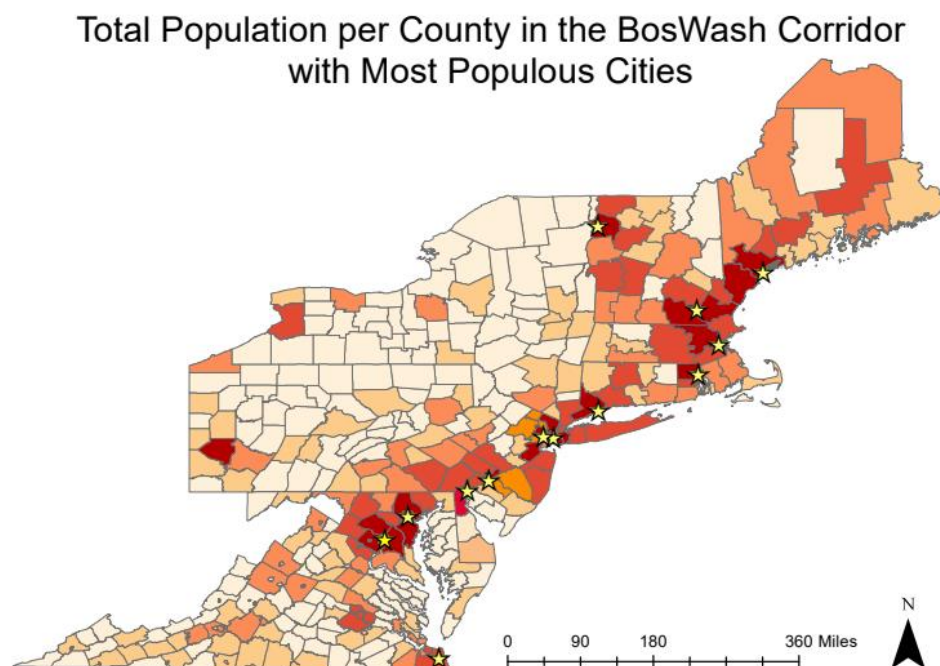 Total Population per County in the BosWash Corridor
with Most Populous Cities
N
0 90 180 360 Miles